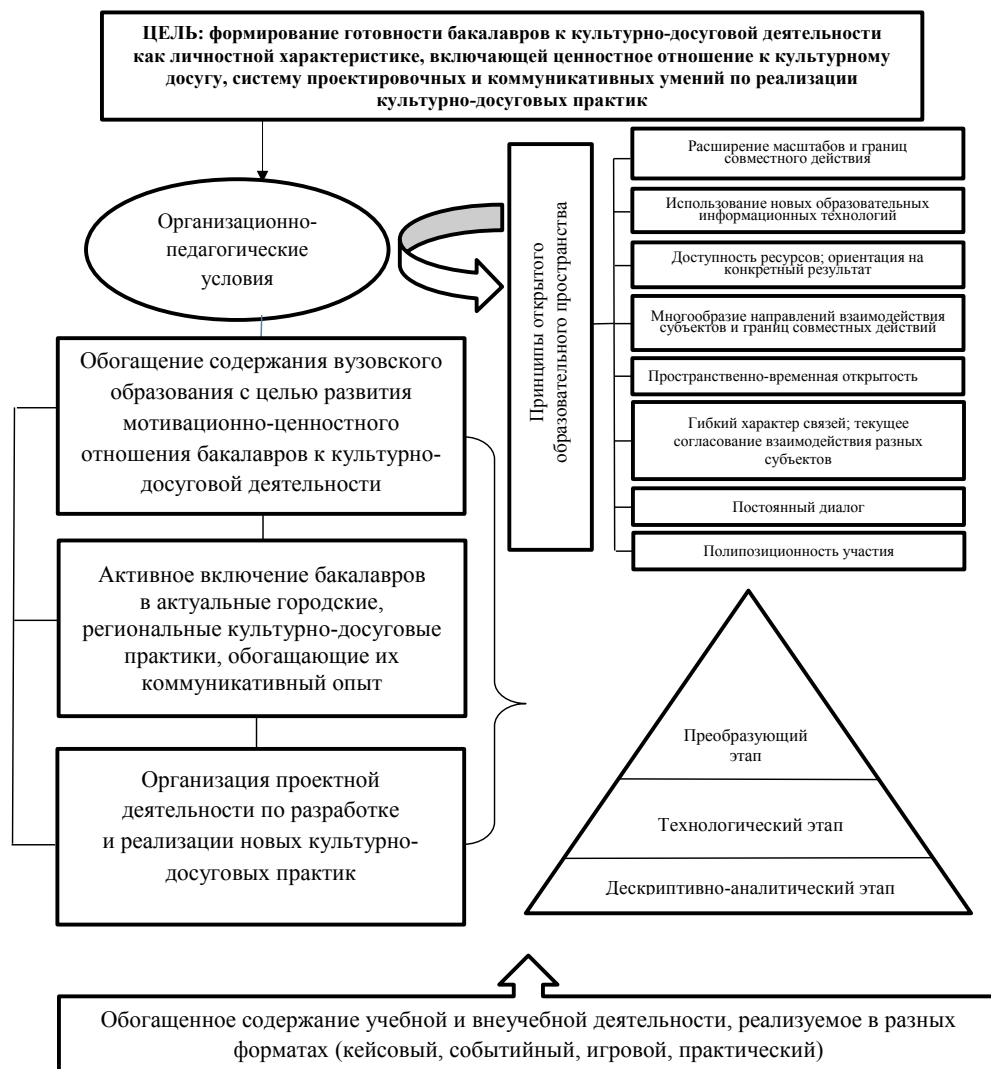 ЦЕЛЬ: формирование готовности бакалавров к культурно-досуговой деятельности
как личностной характеристике, включающей ценностное отношение к культурному
досугу, систему проектировочных и коммуникативных умений по реализации
культурно-досуговых практик
Организационно-
педагогические
условия
Принципы открытого
образовательного пространства
Расширение масштабов и границ
совместного действия
Использование новых образовательных
информационных технологий
Доступность ресурсов; ориентация на
конкретный результат
Многообразие направлений взаимодействия
субъектов и границ совместных действий
Пространственно-временная открытость
Гибкий характер связей; текущее
согласование взаимодействия разных
субъектов
Постоянный диалог
Полипозиционность участия
Обогащение содержания вузовского
образования с целью развития
мотивационно-ценностного
отношения бакалавров к культурно-
досуговой деятельности
Активное включение бакалавров
в актуальные городские,
региональные культурно-досуговые
практики, обогащающие их
коммуникативный опыт
Организация проектной
деятельности по разработке
и реализации новых культурно-
досуговых практик
Преобразующий
этап
Технологический этап
Дескриптивно-аналитический этап
Обогащенное содержание учебной и внеучебной деятельности, реализуемое в разных
форматах (кейсовый, событийный, игровой, практический)